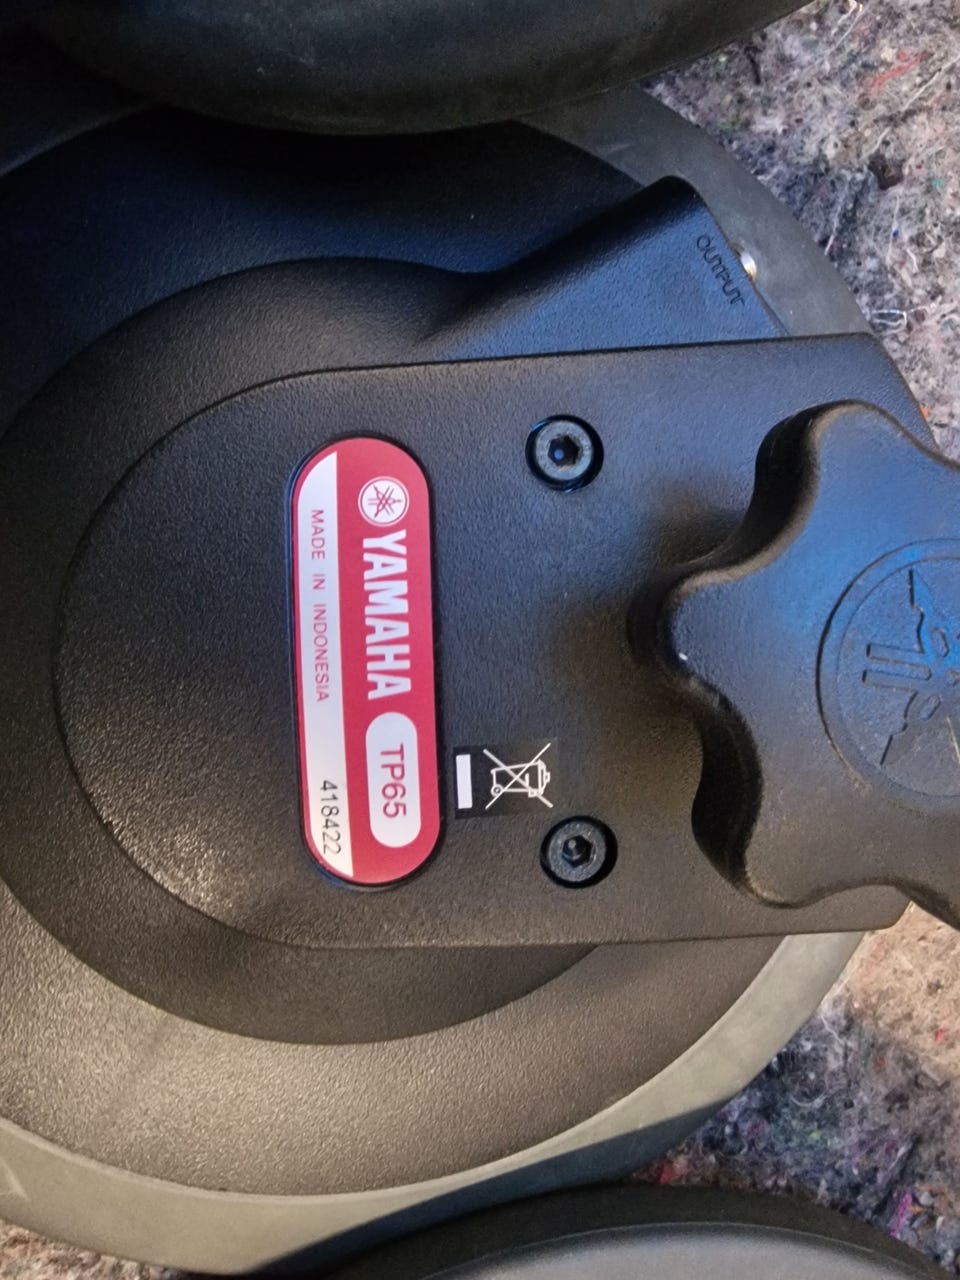 OUTPUT
YAMAHA TP65
MADE IN INDONESIA 418422